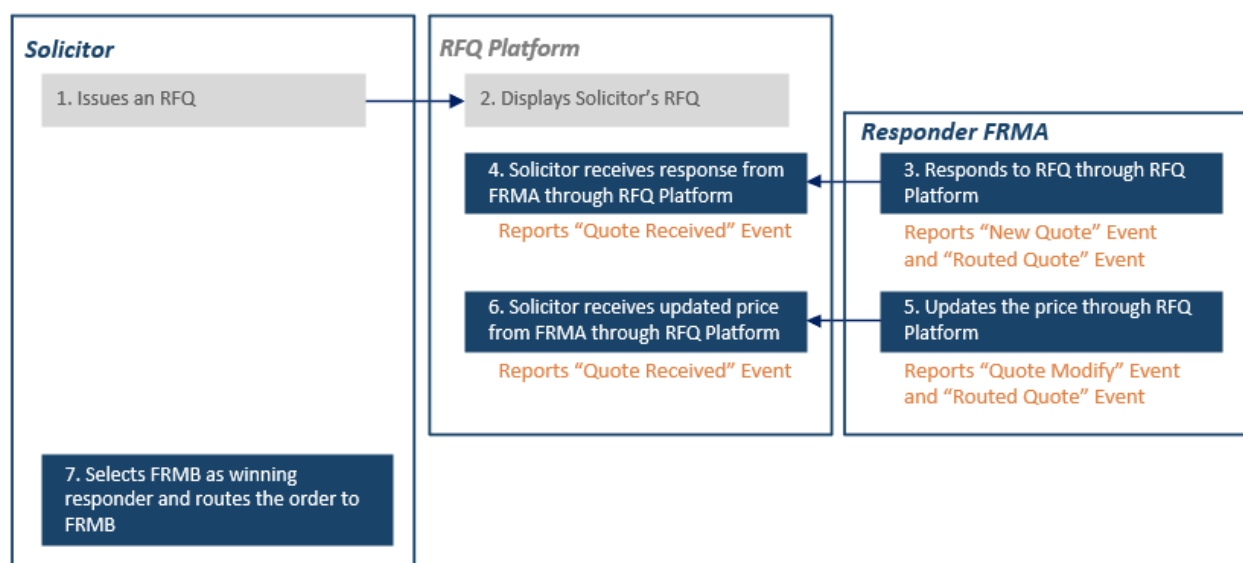 Solicitor
RFQ Platform
1. Issues an RFQ
2. Displays Solicitor’s RFQ
Responder FRMA
4. Solicitor receives response from
FRMA through RFQ Platform
3. Responds to RFQ through RFQ
Platform
Reports “Quote Received” Event
Reports “New Quote” Event
and “Routed Quote” Event
6. Solicitor receives updated price
from FRMA through RFQ Platform
5. Updates the price through RFQ
Platform
Reports “Quote Received” Event
Reports “Quote Modify” Event
and “Routed Quote” Event
7. Selects FRMB as winning
responder and routes the order to
FRMB